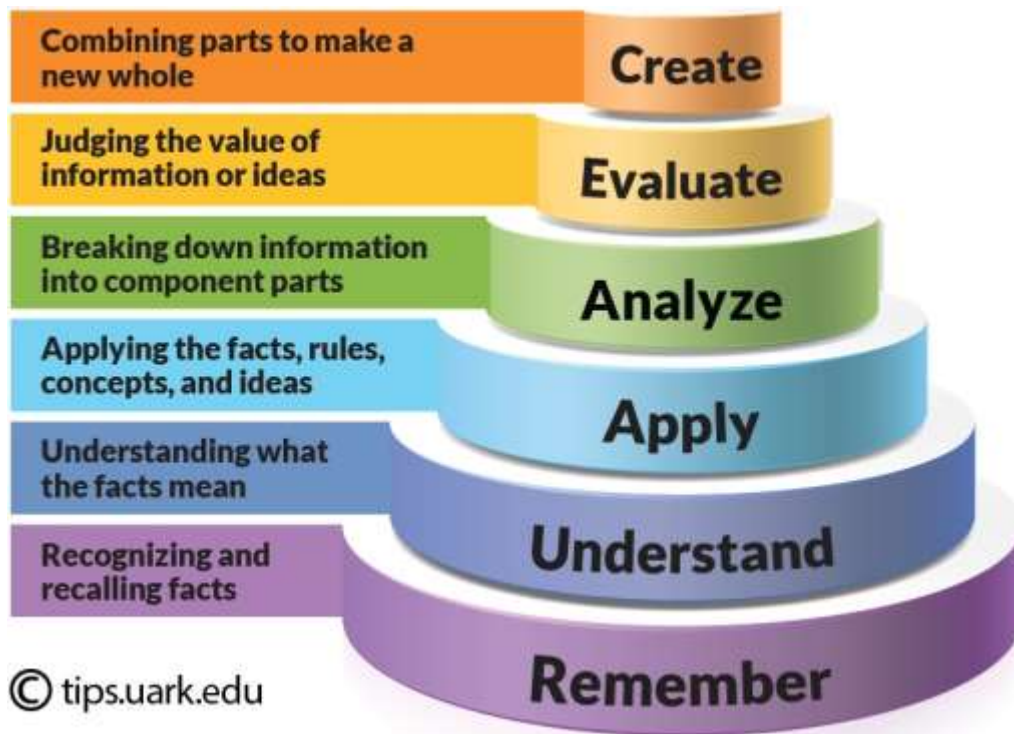 Combining parts to make a
new whole
Create
Judging the value of
information or ideas
Evaluate
Breaking down information
into component parts
Analyze
Applying the facts, rules,
concepts, and ideas
Apply
Understanding what
the facts mean
Understand
Recognizing and
recalling facts
Remember
© tips.uark.edu